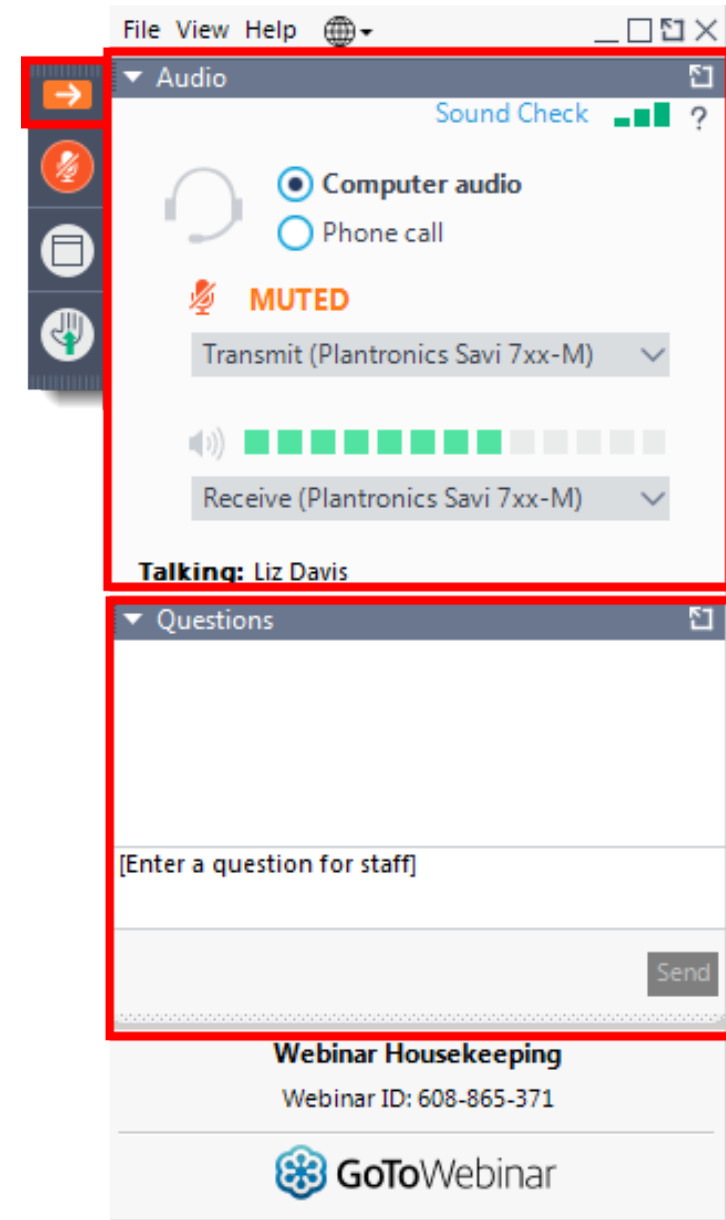 File View Help
Audio
Sound Check ?
Computer audio
Phone call
MUTED
Transmit (Plantronics Savi 7xx-M)
Receive (Plantronics Savi 7xx-M)
Talking: Liz Davis
Questions
[Enter a question for staff]
Send
Webinar Housekeeping
Webinar ID: 608-865-371
GoToWebinar